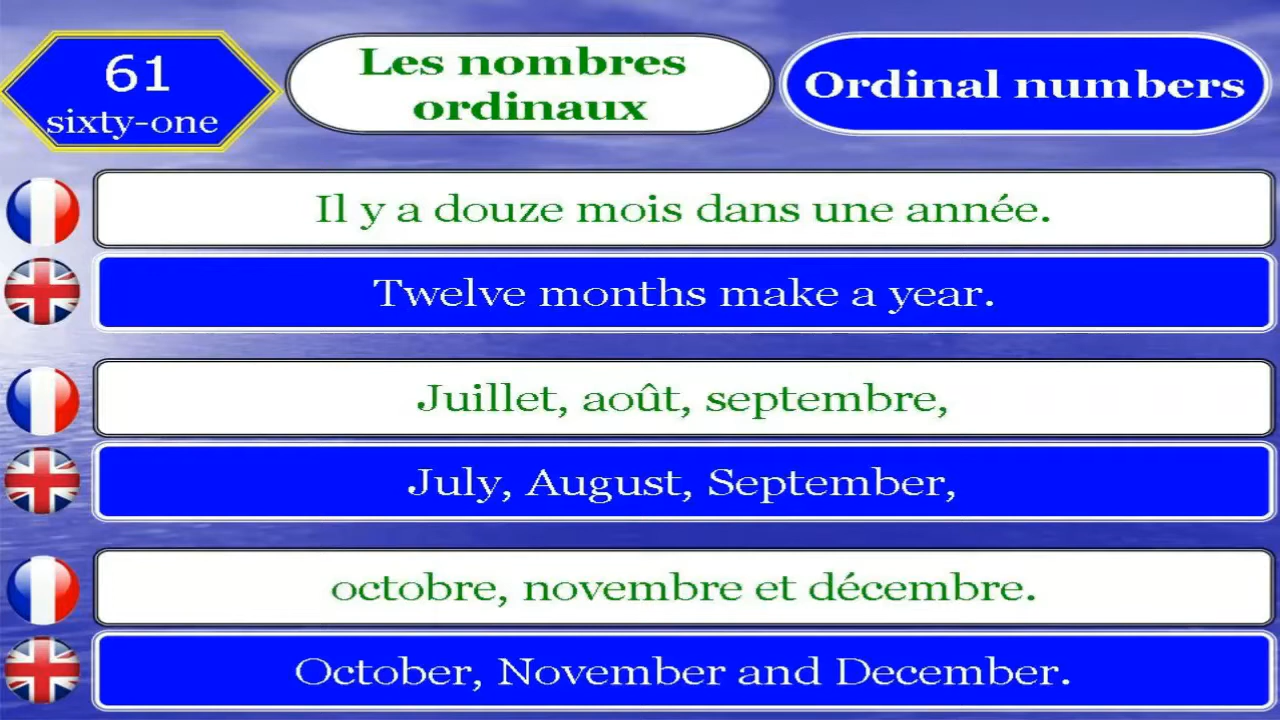 61
sixty-one
Les nombres
ordinaux
Ordinal numbers
Il y a douze mois dans une année.
Twelve months make a year.
Juillet, août, septembre,
July, August, September,
octobre, novembre et décembre.
October, November and December.